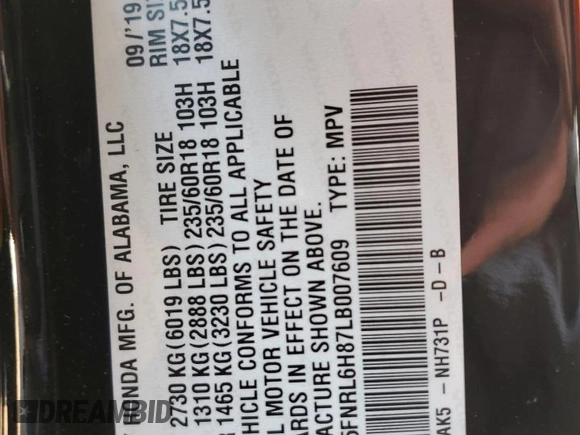 HONDA MFG. OF ALABAMA, LLC 09/'19
2730 KG (6019 LBS) TIRE SIZE RIM SI
1310 KG (2888 LBS) 235/60R18 103H 18X7.5
1465 KG (3230 LBS) 235/60R18 103H 18X7.5
HICLE CONFORMS TO ALL APPLICABLE
L MOTOR VEHICLE SAFETY
ARDS IN EFFECT ON THE DATE OF
FACTURE SHOWN ABOVE.
5FNRL6H87LB007609 TYPE: MPV
AK5 - NH731P -D -B
DREAMBID